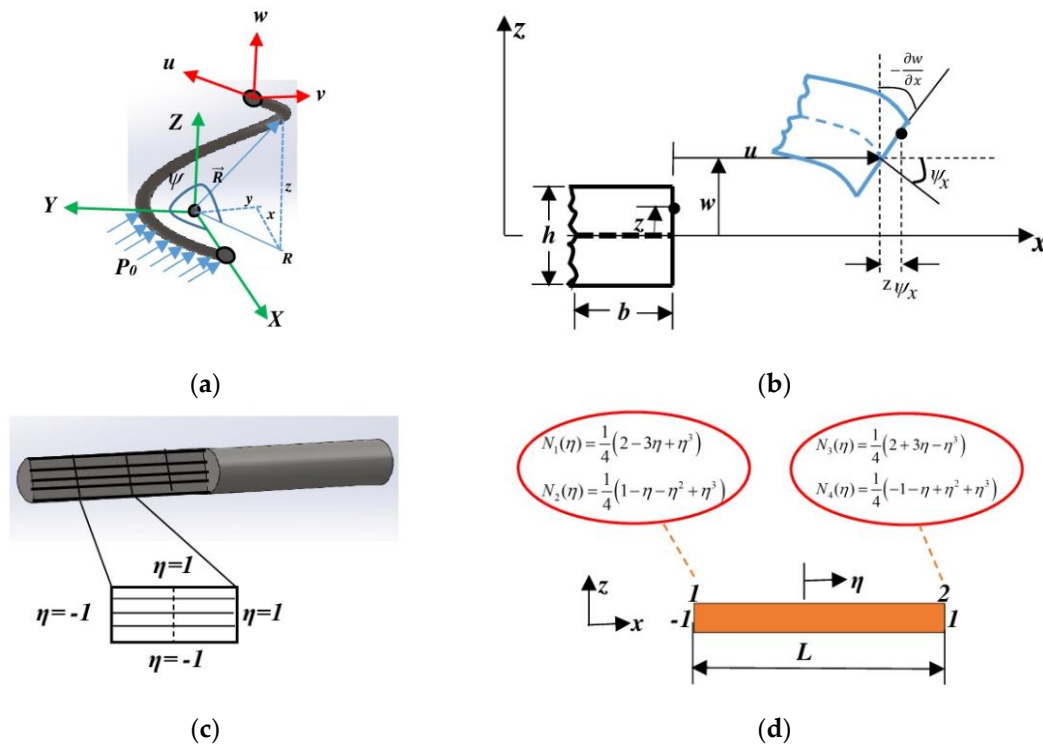 w
u
v
Z
ψ
R⃗
z
Y
y
x
R
P₀
X
(a)
z
-∂w/∂x
u
ψₓ
w
h
z
x
z ψₓ
b
(b)
η=1
η= -1
η=1
η= -1
(c)
N₁(η)=1/4(2-3η+η³)
N₂(η)=1/4(1-η-η²+η³)
N₃(η)=1/4(2+3η-η³)
N₄(η)=1/4(-1-η+η²+η³)
η
z
x
1
2
-1
1
L
(d)